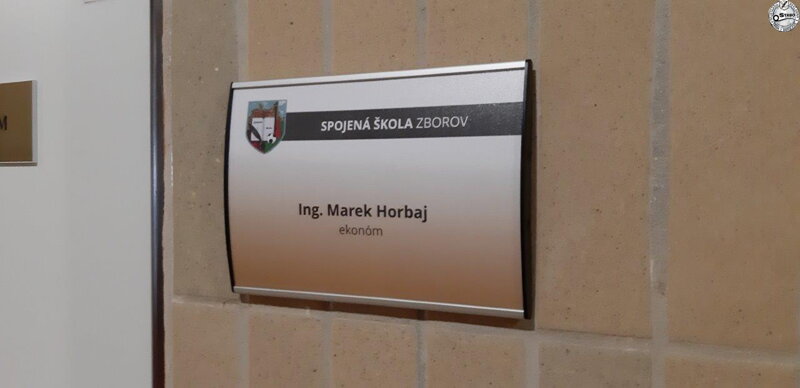 M
SPOJENÁ ŠKOLA ZBOROV
Ing. Marek Horbaj
ekonóm